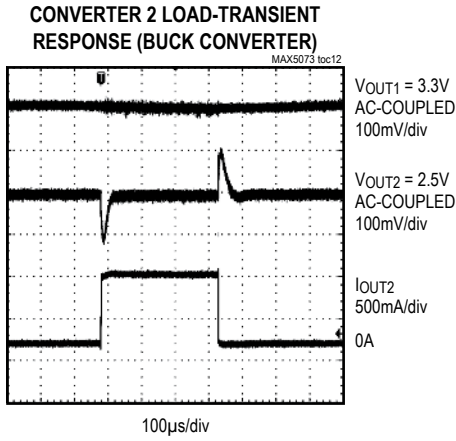 CONVERTER 2 LOAD-TRANSIENT
RESPONSE (BUCK CONVERTER)
MAX5073 toc12
T
VOUT1 = 3.3V
AC-COUPLED
100mV/div
VOUT2 = 2.5V
AC-COUPLED
100mV/div
IOUT2
500mA/div
0A
100µs/div